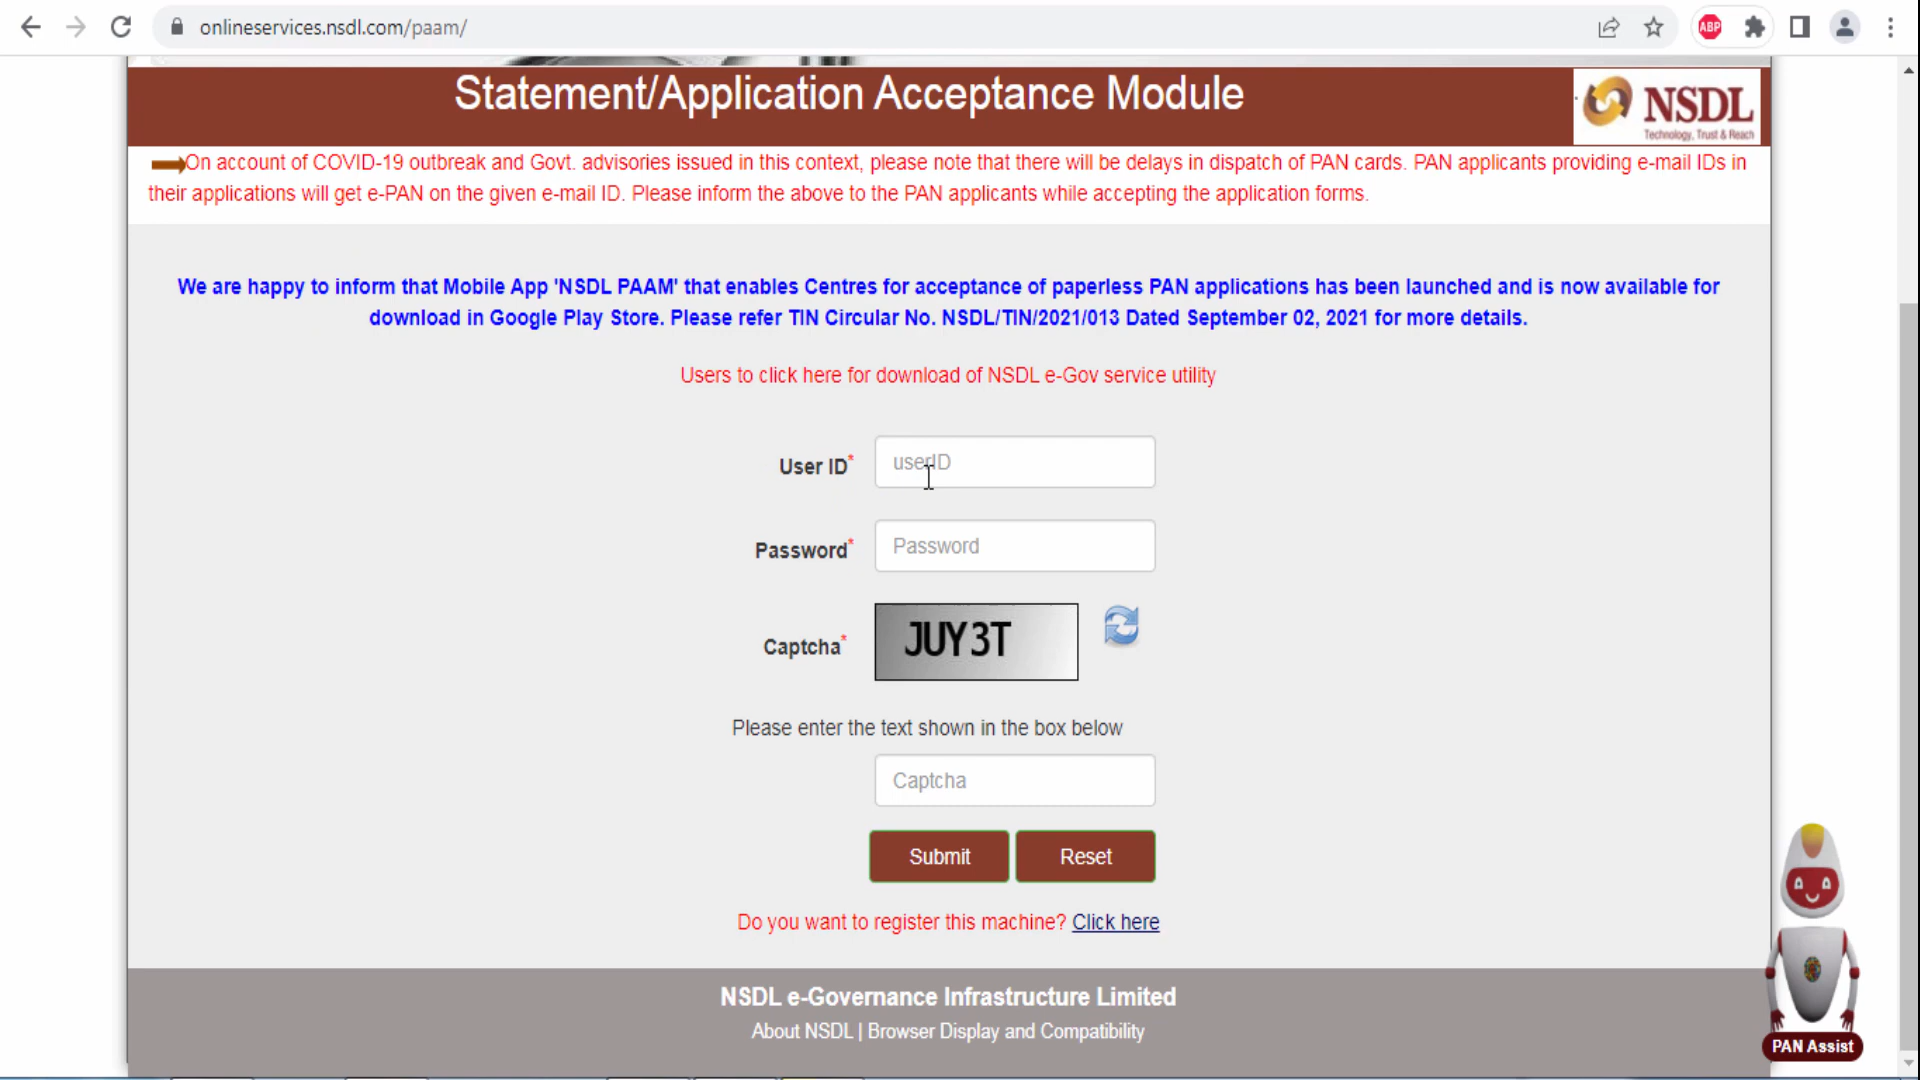 onlineservices.nsdl.com/paam/
ABP
Statement/Application Acceptance Module
NSDL
Technology, Trust & Reach
On account of COVID-19 outbreak and Govt. advisories issued in this context, please note that there will be delays in dispatch of PAN cards. PAN applicants providing e-mail IDs in
their applications will get e-PAN on the given e-mail ID. Please inform the above to the PAN applicants while accepting the application forms.
We are happy to inform that Mobile App 'NSDL PAAM' that enables Centres for acceptance of paperless PAN applications has been launched and is now available for
download in Google Play Store. Please refer TIN Circular No. NSDL/TIN/2021/013 Dated September 02, 2021 for more details.
Users to click here for download of NSDL e-Gov service utility
User ID* userID
Password* Password
Captcha* JUY3T
Please enter the text shown in the box below
Captcha
Submit Reset
Do you want to register this machine? Click here
NSDL e-Governance Infrastructure Limited
About NSDL | Browser Display and Compatibility
PAN Assist